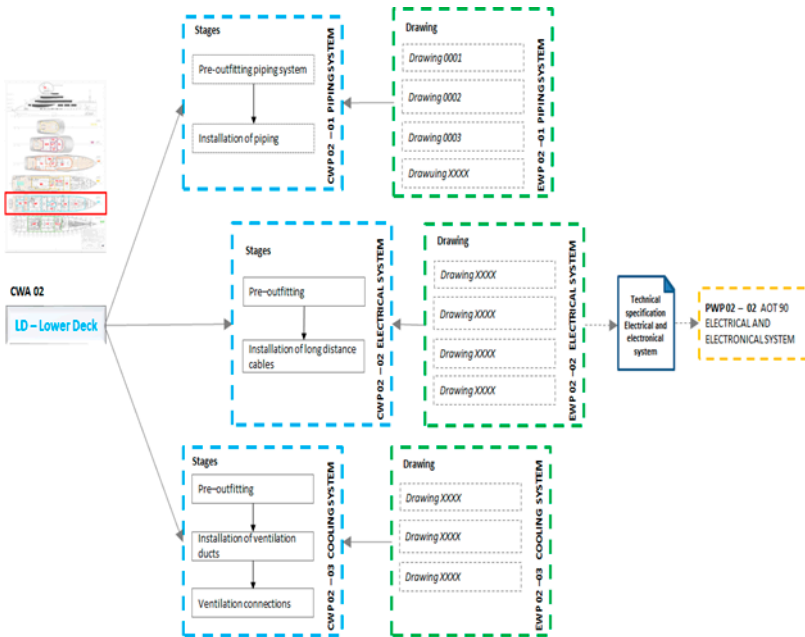 CWA 02
LD – Lower Deck
Stages
Pre-outfitting piping system
Installation of piping
CWP 02 –01 PIPING SYSTEM
Drawing
Drawing 0001
Drawing 0002
Drawing 0003
Drawuing XXXX
EWP 02 –01 PIPING SYSTEM
Stages
Pre–outfitting
Installation of long distance
cables
CWP 02 –02 ELECTRICAL SYSTEM
Drawing
Drawing XXXX
Drawing XXXX
Drawing XXXX
Drawing XXXX
EWP 02 –02 ELECTRICAL SYSTEM
Technical
specification
Electrical and
electronical
system
PWP 02 – 02 AOT 90
ELECTRICAL AND
ELECTRONICAL SYSTEM
Stages
Pre–outfitting
Installation of ventilation
ducts
Ventilation connections
CWP 02 –03 COOLING SYSTEM
Drawing
Drawing XXXX
Drawing XXXX
Drawing XXXX
EWP 02 –03 COOLING SYSTEM